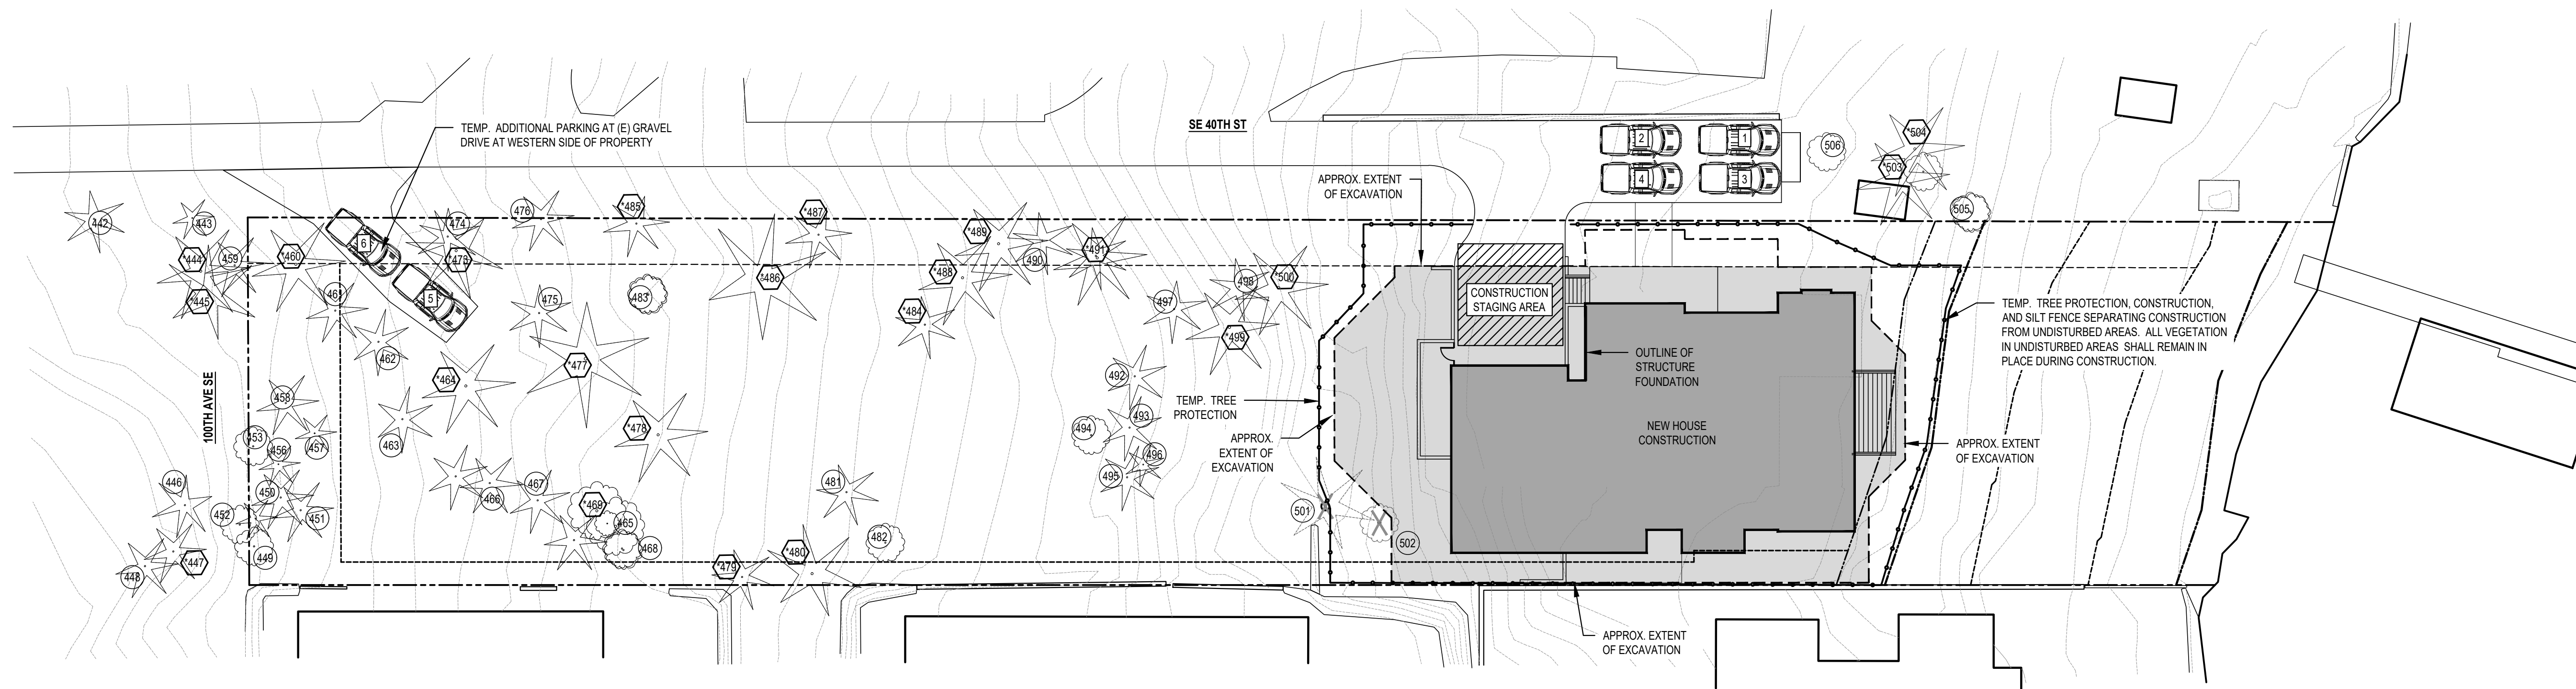 TEMP. ADDITIONAL PARKING AT (E) GRAVEL
DRIVE AT WESTERN SIDE OF PROPERTY
SE 40TH ST
2
1
4
3
506
*504
*503
505
APPROX. EXTENT
OF EXCAVATION
442
443
*444
459
*445
*460
461
6
5
474
*473
476
*485
475
483
*487
*486
*489
*488
490
*491
*484
497
498
*500
*499
462
*464
*477
463
*478
458
453
456
457
100TH AVE SE
446
450
452
451
449
*447
448
466
467
*469
465
468
*479
*480
481
482
492
493
494
496
495
501
502
CONSTRUCTION
STAGING AREA
OUTLINE OF
STRUCTURE
FOUNDATION
TEMP. TREE
PROTECTION
APPROX.
EXTENT OF
EXCAVATION
NEW HOUSE
CONSTRUCTION
TEMP. TREE PROTECTION, CONSTRUCTION,
AND SILT FENCE SEPARATING CONSTRUCTION
FROM UNDISTURBED AREAS. ALL VEGETATION
IN UNDISTURBED AREAS SHALL REMAIN IN
PLACE DURING CONSTRUCTION.
APPROX. EXTENT
OF EXCAVATION
APPROX. EXTENT
OF EXCAVATION